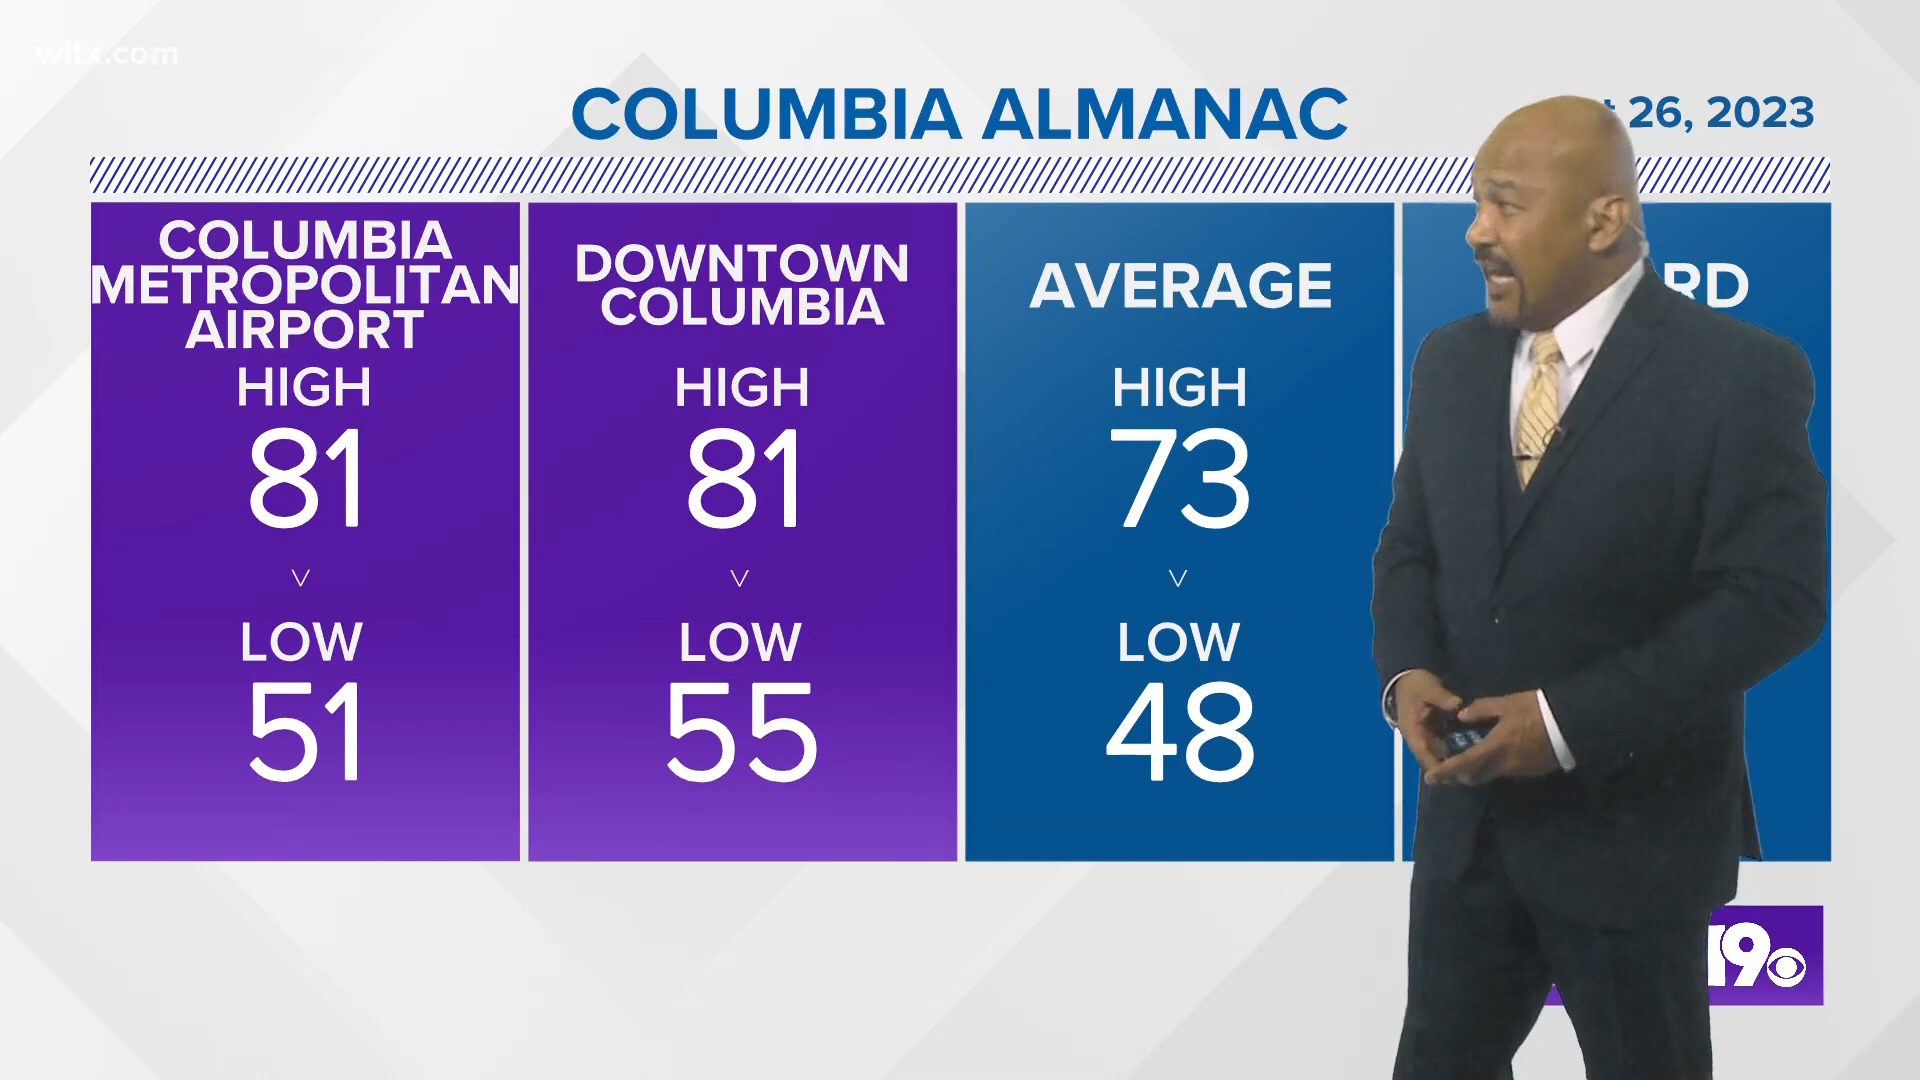 wltx.com
COLUMBIA ALMANAC
26, 2023
COLUMBIA
METROPOLITAN
AIRPORT
HIGH
81
LOW
51
DOWNTOWN
COLUMBIA
HIGH
81
LOW
55
AVERAGE
HIGH
73
LOW
48
RD
19